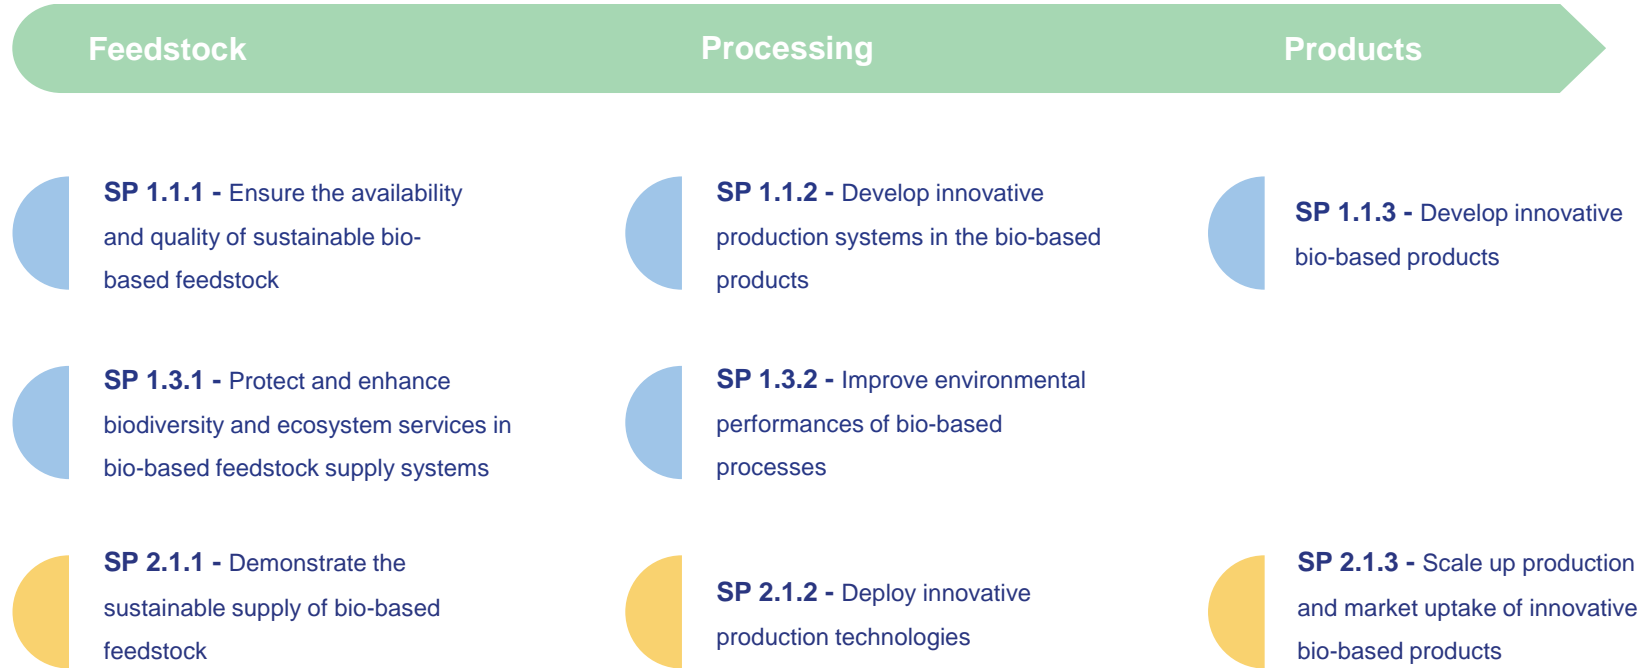 Feedstock
Processing
Products
SP 1.1.1 - Ensure the availability
and quality of sustainable bio-
based feedstock
SP 1.1.2 - Develop innovative
production systems in the bio-based
products
SP 1.1.3 - Develop innovative
bio-based products
SP 1.3.1 - Protect and enhance
biodiversity and ecosystem services in
bio-based feedstock supply systems
SP 1.3.2 - Improve environmental
performances of bio-based
processes
SP 2.1.1 - Demonstrate the
sustainable supply of bio-based
feedstock
SP 2.1.2 - Deploy innovative
production technologies
SP 2.1.3 - Scale up production
and market uptake of innovative
bio-based products